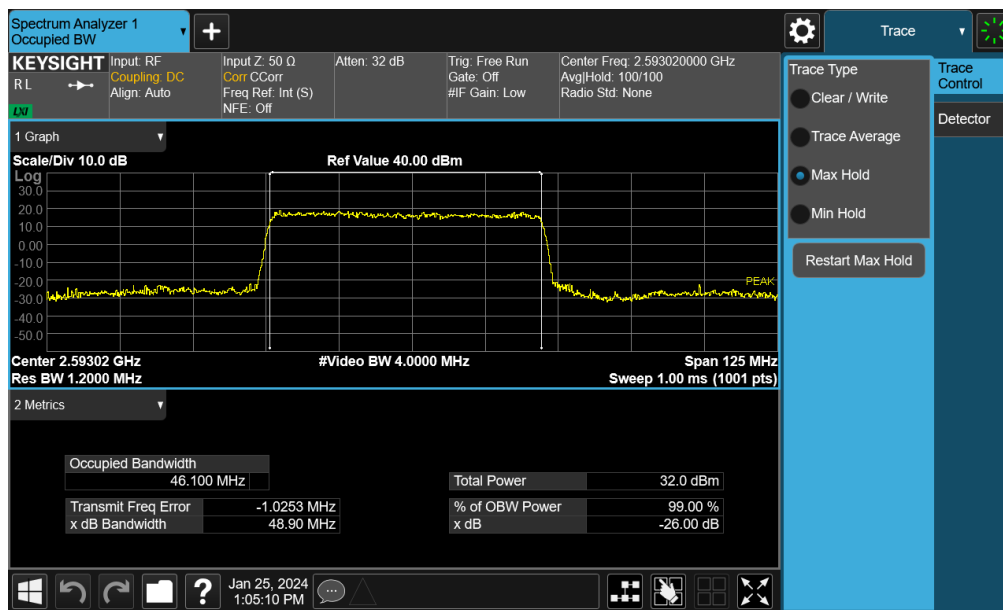 Spectrum Analyzer 1
Occupied BW
+
Trace
KEYSIGHT
R L
LXI
Input: RF
Coupling: DC
Align: Auto
Input Z: 50 Ω
Corr CCorr
Freq Ref: Int (S)
NFE: Off
Atten: 32 dB
Trig: Free Run
Gate: Off
#IF Gain: Low
Center Freq: 2.593020000 GHz
Avg|Hold: 100/100
Radio Std: None
Trace Type
Clear / Write
Trace Average
Max Hold
Min Hold
Restart Max Hold
Trace
Control
Detector
1 Graph
Scale/Div 10.0 dB
Ref Value 40.00 dBm
Log
30.0
20.0
10.0
0.00
-10.0
-20.0
-30.0
-40.0
-50.0
PEAK
Center 2.59302 GHz
#Video BW 4.0000 MHz
Span 125 MHz
Res BW 1.2000 MHz
Sweep 1.00 ms (1001 pts)
2 Metrics
Occupied Bandwidth
46.100 MHz
Total Power 32.0 dBm
Transmit Freq Error -1.0253 MHz
% of OBW Power 99.00 %
x dB Bandwidth 48.90 MHz
x dB -26.00 dB
?
Jan 25, 2024
1:05:10 PM